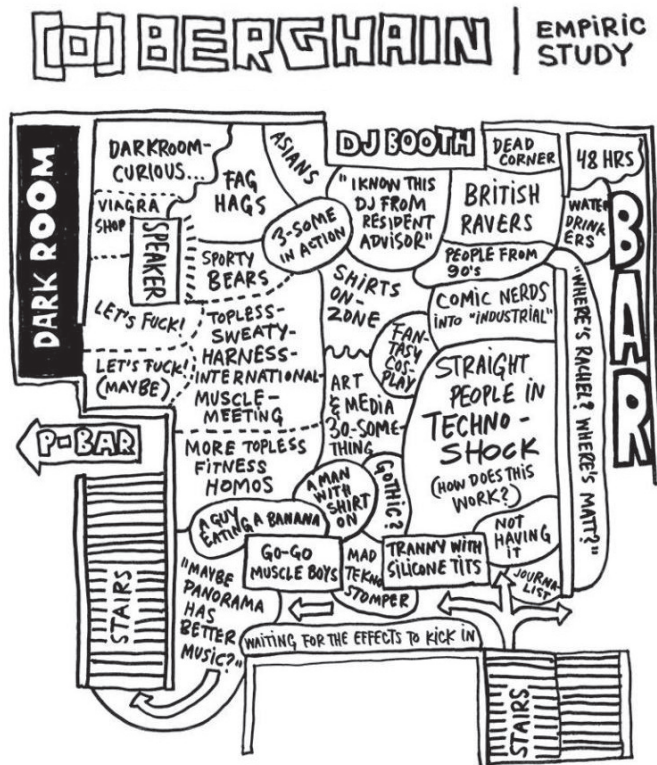 BERGHAIN
EMPIRIC
STUDY
DARK ROOM
DARKROOM-
CURIOUS...
VIAGRA
SHOP
SPEAKER
LET'S FUCK!
LET'S FUCK!
(MAYBE)
FAG
HAGS
ASIANS
3-SOME
IN ACTION
DJ BOOTH
"I KNOW THIS
DJ FROM
RESIDENT
ADVISOR"
DEAD
CORNER
48 HRS
BRITISH
RAVERS
WATER
DRINK
ERS
BAR
PEOPLE FROM
90's
SPORTY
BEARS
SHIRTS
ON-
ZONE
COMIC NERDS
INTO "INDUSTRIAL"
"WHERE'S RACHEL? WHERE'S MATT?"
TOPLESS-
SWEATY-
HARNESS-
INTERNATIONAL-
MUSCLE-
MEETING
FAN-
TASY
COS-
PLAY
ART
& MEDIA
30-SOME-
THING
STRAIGHT
PEOPLE IN
TECHNO-
SHOCK
(HOW DOES THIS
WORK?)
P-BAR
MORE TOPLESS
FITNESS
HOMOS
A MAN
WITH
SHIRT
ON
GOTHIC?
A GUY
EATING A BANANA
NOT
HAVING
IT
GO-GO
MUSCLE BOYS
MAD
TEKNO
STOMPER
TRANNY WITH
SILICONE TITS
JOURNA-
LIST
STAIRS
"MAYBE
PANORAMA
HAS
BETTER
MUSIC?"
WAITING FOR THE EFFECTS TO KICK IN
STAIRS